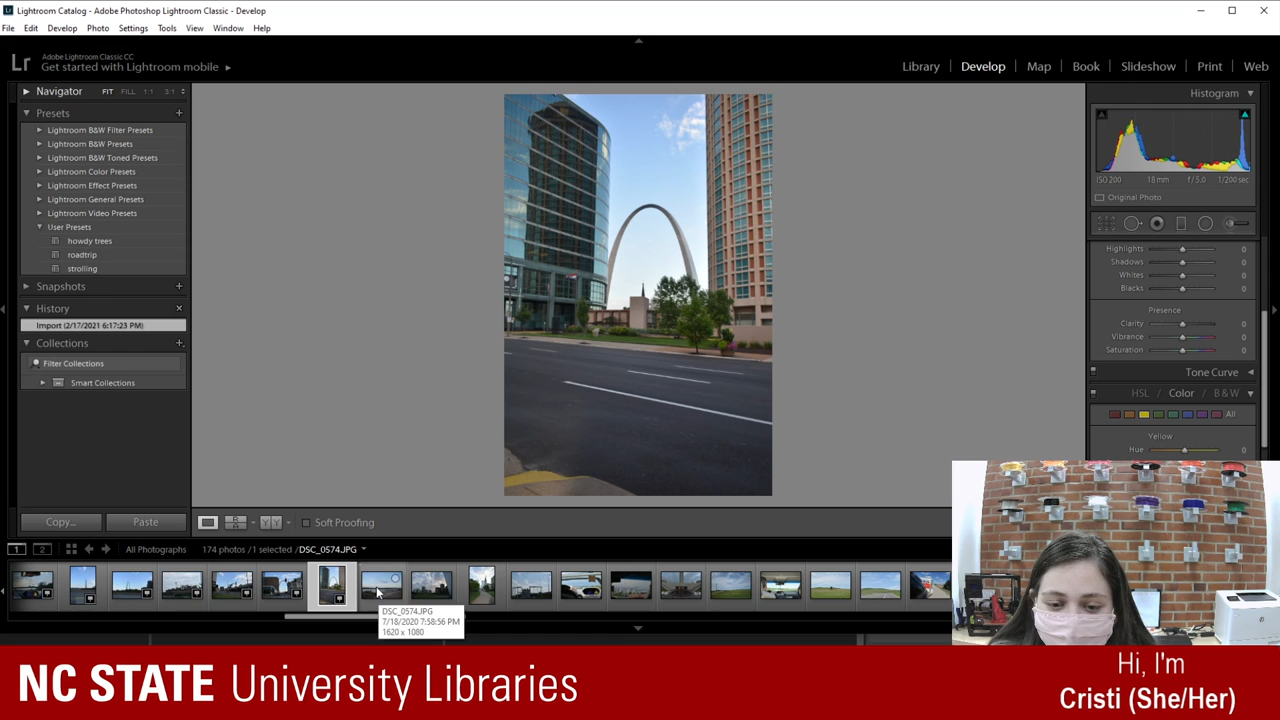 Lightroom Catalog - Adobe Photoshop Lightroom Classic - Develop
File Edit Develop Photo Settings Tools View Window Help
Lr
Adobe Lightroom Classic CC
Get started with Lightroom mobile
Library | Develop | Map | Book | Slideshow | Print | Web
Navigator FIT FILL 1:1 3:1
Presets
Lightroom B&W Filter Presets
Lightroom B&W Presets
Lightroom B&W Toned Presets
Lightroom Color Presets
Lightroom Effect Presets
Lightroom General Presets
Lightroom Video Presets
User Presets
howdy trees
roadtrip
strolling
Snapshots
History
Import (2/17/2021 6:17:23 PM)
Collections
Filter Collections
Smart Collections
Copy... Paste
Soft Proofing
Histogram
ISO 200 18 mm f / 5.0 1/200 sec
Original Photo
Highlights 0
Shadows 0
Whites 0
Blacks 0
Presence
Clarity 0
Vibrance 0
Saturation 0
Tone Curve
HSL / Color / B & W
All
Yellow
Hue 0
1 2 All Photographs 174 photos / 1 selected / DSC_0574.JPG
DSC_0574.JPG
7/18/2020 7:58:56 PM
1620 x 1080
NC STATE University Libraries
Hi, I'm
Cristi (She/Her)